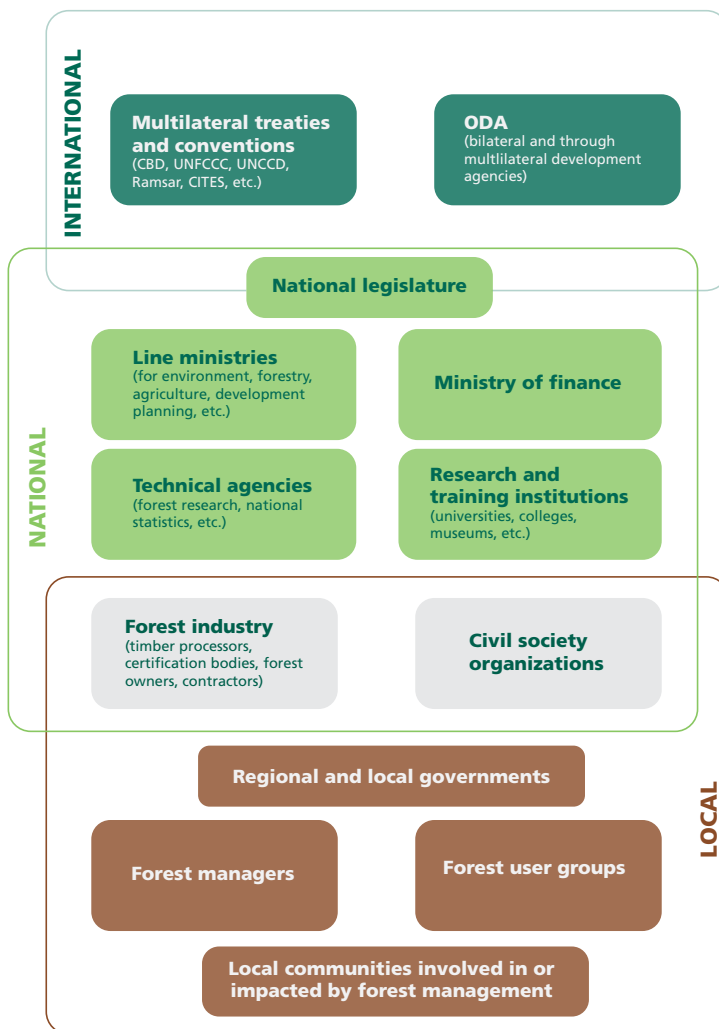 INTERNATIONAL
Multilateral treaties
and conventions
(CBD, UNFCCC, UNCCD,
Ramsar, CITES, etc.)
ODA
(bilateral and through
multlilateral development
agencies)
National legislature
NATIONAL
Line ministries
(for environment, forestry,
agriculture, development
planning, etc.)
Ministry of finance
Technical agencies
(forest research, national
statistics, etc.)
Research and
training institutions
(universities, colleges,
museums, etc.)
Forest industry
(timber processors,
certification bodies, forest
owners, contractors)
Civil society
organizations
LOCAL
Regional and local governments
Forest managers
Forest user groups
Local communities involved in or
impacted by forest management